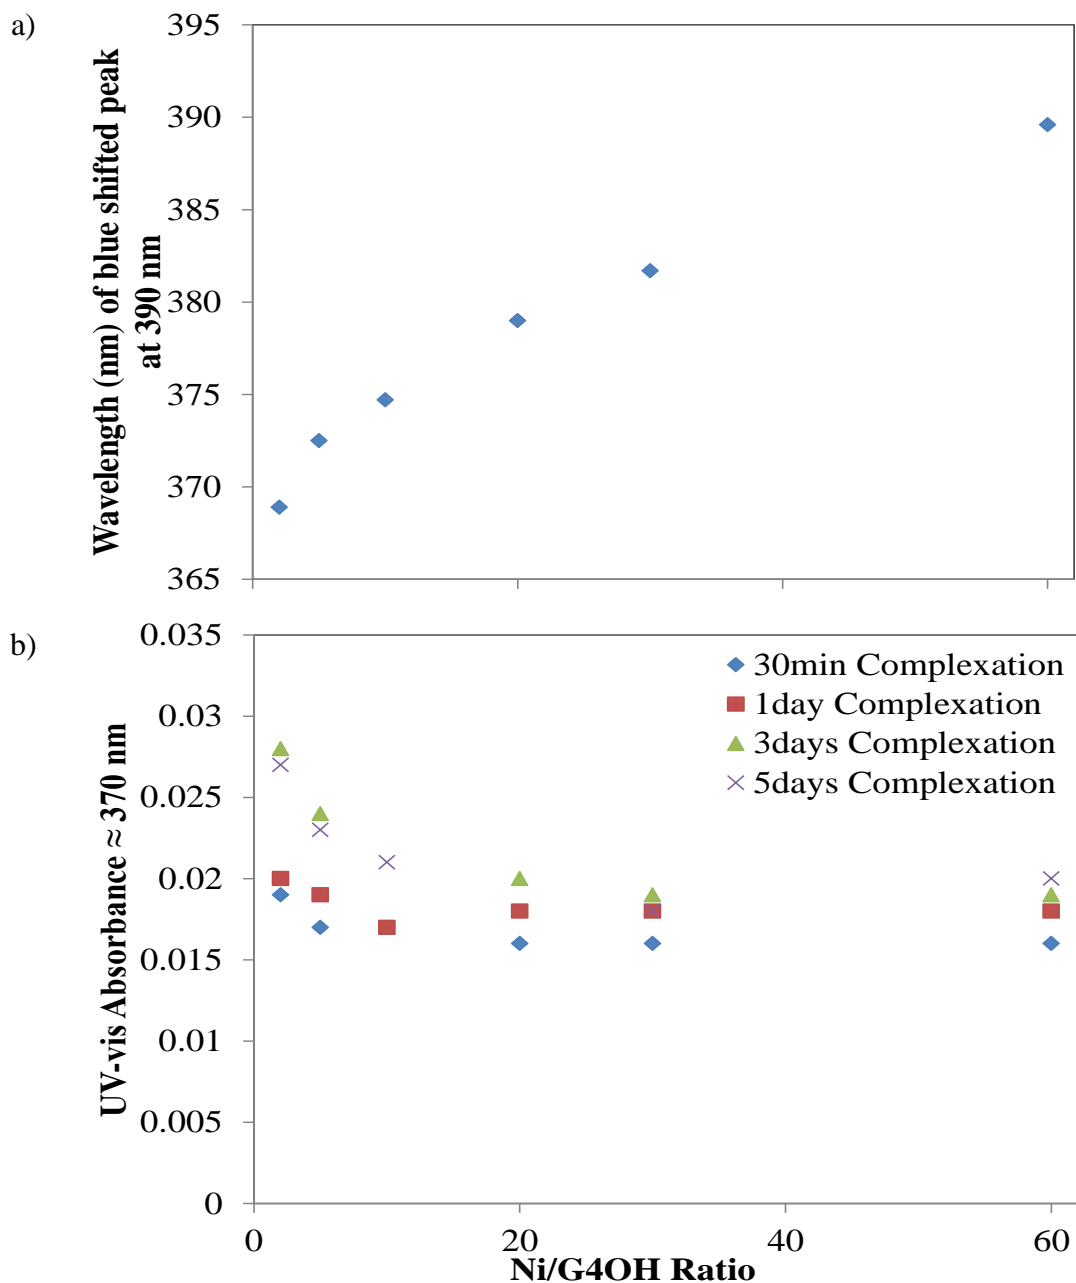 a)
Wavelength (nm) of blue shifted peak
at 390 nm
395
390
385
380
375
370
365
b)
UV-vis Absorbance ≈ 370 nm
0.035
0.03
0.025
0.02
0.015
0.01
0.005
0
30min Complexation
1day Complexation
3days Complexation
5days Complexation
0 20 40 60
Ni/G4OH Ratio